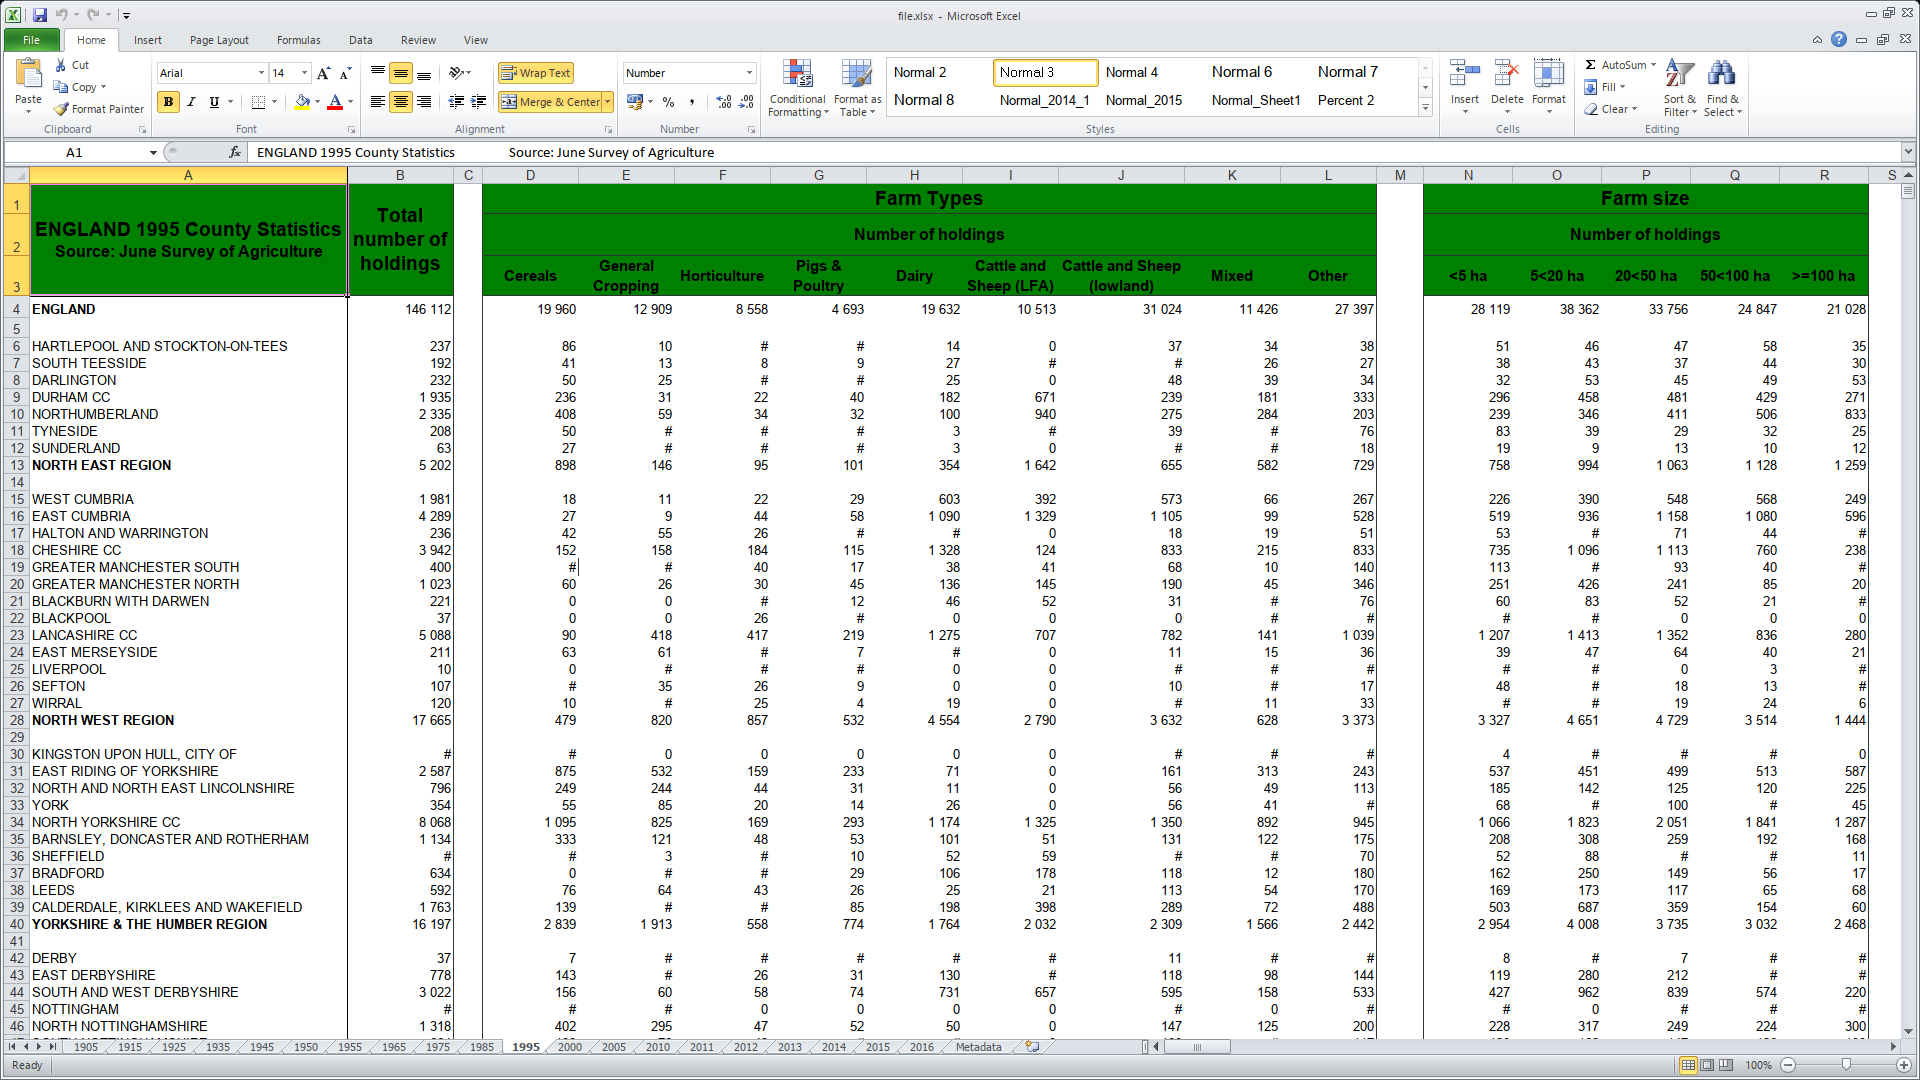 file.xlsx - Microsoft Excel
File Home Insert Page Layout Formulas Data Review View
Paste Cut Copy Format Painter Clipboard
Arial 14 B I U Font
Wrap Text Merge & Center Alignment
Number % , Number
Conditional Formatting Format as Table
Normal 2 Normal 3 Normal 4 Normal 6 Normal 7
Normal 8 Normal_2014_1 Normal_2015 Normal_Sheet1 Percent 2
Styles
Insert Delete Format Cells
Σ AutoSum Fill Clear Sort & Filter Find & Select Editing
A1 fx ENGLAND 1995 County Statistics Source: June Survey of Agriculture
A B C D E F G H I J K L M N O P Q R S
1 ENGLAND 1995 County Statistics Source: June Survey of Agriculture Total number of holdings Farm Types Farm size
2 Number of holdings Number of holdings
3 Cereals General Cropping Horticulture Pigs & Poultry Dairy Cattle and Sheep (LFA) Cattle and Sheep (lowland) Mixed Other <5 ha 5<20 ha 20<50 ha 50<100 ha >=100 ha
4 ENGLAND 146 112 19 960 12 909 8 558 4 693 19 632 10 513 31 024 11 426 27 397 28 119 38 362 33 756 24 847 21 028
5
6 HARTLEPOOL AND STOCKTON-ON-TEES 237 86 10 # # 14 0 37 34 38 51 46 47 58 35
7 SOUTH TEESSIDE 192 41 13 8 9 27 # # 26 27 38 43 37 44 30
8 DARLINGTON 232 50 25 # # 25 0 48 39 34 32 53 45 49 53
9 DURHAM CC 1 935 236 31 22 40 182 671 239 181 333 296 458 481 429 271
10 NORTHUMBERLAND 2 335 408 59 34 32 100 940 275 284 203 239 346 411 506 833
11 TYNESIDE 208 50 # # # 3 # 39 # 76 83 39 29 32 25
12 SUNDERLAND 63 27 # # # 3 0 # # 18 19 9 13 10 12
13 NORTH EAST REGION 5 202 898 146 95 101 354 1 642 655 582 729 758 994 1 063 1 128 1 259
14
15 WEST CUMBRIA 1 981 18 11 22 29 603 392 573 66 267 226 390 548 568 249
16 EAST CUMBRIA 4 289 27 9 44 58 1 090 1 329 1 105 99 528 519 936 1 158 1 080 596
17 HALTON AND WARRINGTON 236 42 55 26 # # 0 18 19 51 53 # 71 44 #
18 CHESHIRE CC 3 942 152 158 184 115 1 328 124 833 215 833 735 1 096 1 113 760 238
19 GREATER MANCHESTER SOUTH 400 # # 40 17 38 41 68 10 140 113 # 93 40 #
20 GREATER MANCHESTER NORTH 1 023 60 26 30 45 136 145 190 45 346 251 426 241 85 20
21 BLACKBURN WITH DARWEN 221 0 0 # 12 46 52 31 # 76 60 83 52 21 #
22 BLACKPOOL 37 0 0 26 # 0 0 0 # # # # 0 0 0
23 LANCASHIRE CC 5 088 90 418 417 219 1 275 707 782 141 1 039 1 207 1 413 1 352 836 280
24 EAST MERSEYSIDE 211 63 61 # 7 # 0 11 15 36 39 47 64 40 21
25 LIVERPOOL 10 0 # # # 0 0 # # # # # 0 3 #
26 SEFTON 107 # 35 26 9 0 0 10 # 17 48 # 18 13 #
27 WIRRAL 120 10 # 25 4 19 0 # 11 33 # # 19 24 6
28 NORTH WEST REGION 17 665 479 820 857 532 4 554 2 790 3 632 628 3 373 3 327 4 651 4 729 3 514 1 444
29
30 KINGSTON UPON HULL, CITY OF # # 0 0 0 0 0 # # # 4 # # # 0
31 EAST RIDING OF YORKSHIRE 2 587 875 532 159 233 71 0 161 313 243 537 451 499 513 587
32 NORTH AND NORTH EAST LINCOLNSHIRE 796 249 244 44 31 11 0 56 49 113 185 142 125 120 225
33 YORK 354 55 85 20 14 26 0 56 41 # 68 # 100 # 45
34 NORTH YORKSHIRE CC 8 068 1 095 825 169 293 1 174 1 325 1 350 892 945 1 066 1 823 2 051 1 841 1 287
35 BARNSLEY, DONCASTER AND ROTHERHAM 1 134 333 121 48 53 101 51 131 122 175 208 308 259 192 168
36 SHEFFIELD # # 3 # 10 52 59 # # 70 52 88 # # 11
37 BRADFORD 634 0 # # 29 106 178 118 12 180 162 250 149 56 17
38 LEEDS 592 76 64 43 26 25 21 113 54 170 169 173 117 65 68
39 CALDERDALE, KIRKLEES AND WAKEFIELD 1 763 139 # # 85 198 398 289 72 488 503 687 359 154 60
40 YORKSHIRE & THE HUMBER REGION 16 197 2 839 1 913 558 774 1 764 2 032 2 309 1 566 2 442 2 954 4 008 3 735 3 032 2 468
41
42 DERBY 37 7 # # # # # 11 # # 8 # 7 # #
43 EAST DERBYSHIRE 778 143 # 26 31 130 # 118 98 144 119 280 212 # #
44 SOUTH AND WEST DERBYSHIRE 3 022 156 60 58 74 731 657 595 158 533 427 962 839 574 220
45 NOTTINGHAM # # # 0 0 0 0 # 0 # # 0 # # #
46 NORTH NOTTINGHAMSHIRE 1 318 402 295 47 52 50 0 147 125 200 228 317 249 224 300
1905 1915 1925 1935 1945 1950 1955 1965 1975 1985 1995 2000 2005 2010 2011 2012 2013 2014 2015 2016 Metadata
Ready 100%